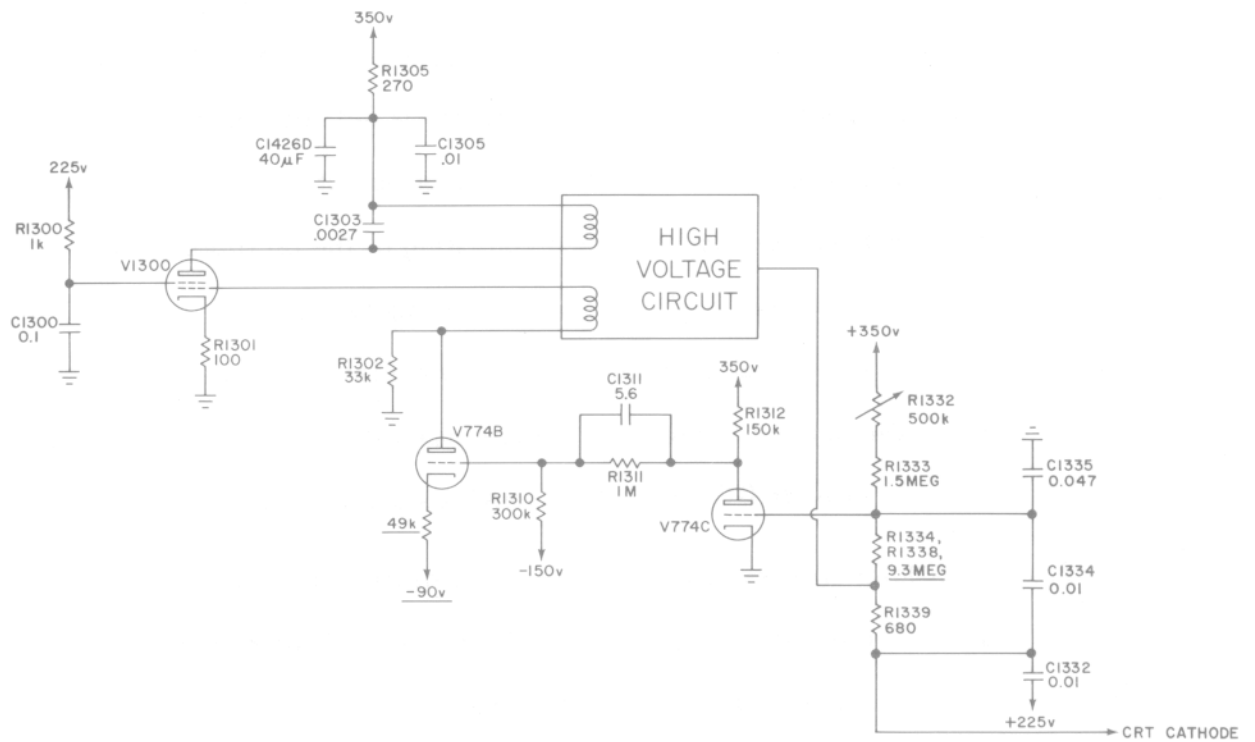 350v
R1305
270
C1426D
40μF
C1305
.01
225v
R1300
1k
C1303
.0027
V1300
HIGH
VOLTAGE
CIRCUIT
C1300
0.1
R1301
100
R1302
33k
+350v
R1332
500k
350v
C1311
5.6
R1312
150k
V774B
R1311
1M
R1333
1.5MEG
C1335
0.047
R1310
300k
V774C
49k
-90v
-150v
R1334,
R1338,
9.3MEG
C1334
0.01
R1339
680
C1332
0.01
+225v
CRT CATHODE